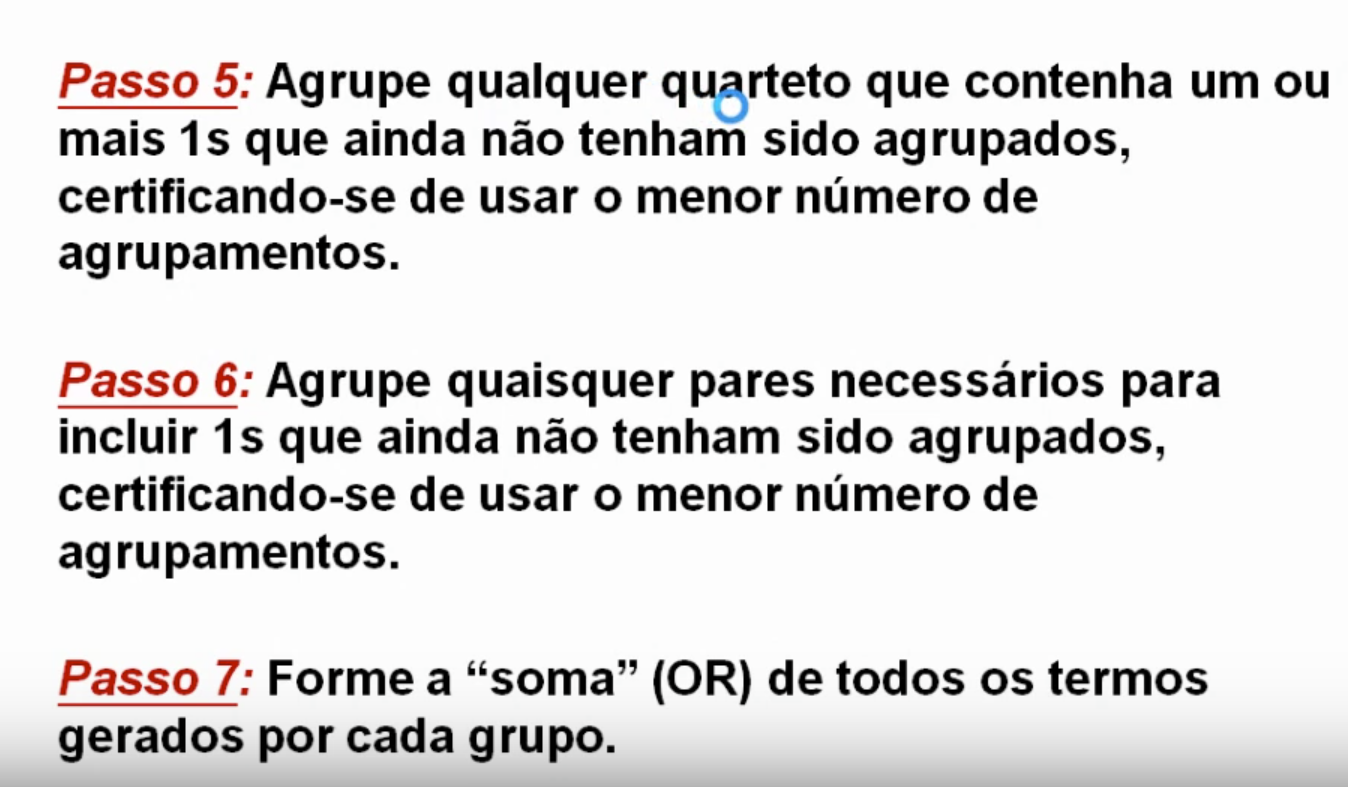 Passo 5: Agrupe qualquer quarteto que contenha um ou
mais 1s que ainda não tenham sido agrupados,
certificando-se de usar o menor número de
agrupamentos.
Passo 6: Agrupe quaisquer pares necessários para
incluir 1s que ainda não tenham sido agrupados,
certificando-se de usar o menor número de
agrupamentos.
Passo 7: Forme a “soma” (OR) de todos os termos
gerados por cada grupo.